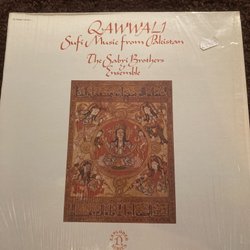 QAWWALI
Sufi Music from Pakistan
The Sabri Brothers
& Ensemble